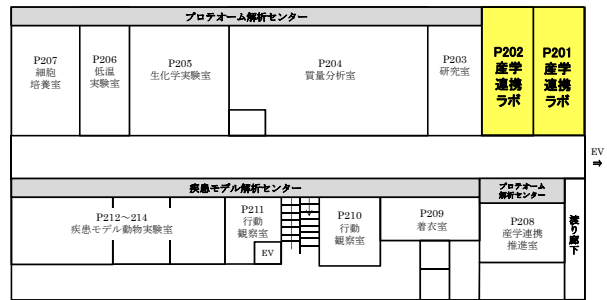 プロテオーム解析センター
P207
細胞
培養室
P206
低温
実験室
P205
生化学実験室
P204
質量分析室
P203
研究室
P202
産学
連携
ラボ
P201
産学
連携
ラボ
EV
⇒
疾患モデル解析センター
プロテオーム
解析センター
P212～214
疾患モデル動物実験室
P211
行動
観察室
EV
P210
行動
観察室
P209
着衣室
P208
産学連携
推進室
渡り廊下